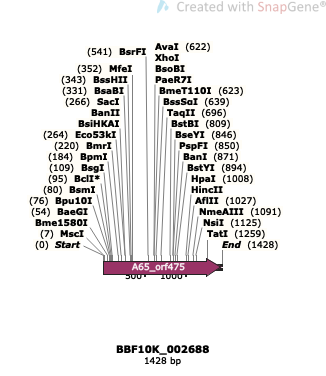 Created with SnapGene®
AvaI (622)
(541) BsrFI XhoI
(352) MfeI BsoBI
(343) BssHII PaeR7I
(331) BsaBI BmeT110I (623)
(266) SacI BssSαI (639)
BanII TaqII (696)
BsiHKAI BstBI (809)
(264) Eco53kI BseYI (846)
(220) BmrI PspFI (850)
(184) BpmI BanI (871)
(109) BsgI BstYI (894)
(95) BclI* HpaI (1008)
(80) BsmI HincII
(76) Bpu10I AflII (1027)
(54) BaeGI NmeAIII (1091)
Bme1580I NsiI (1125)
(7) MscI TatI (1259)
(0) Start End (1428)
A65_orf475
500 1000
BBF10K_002688
1428 bp